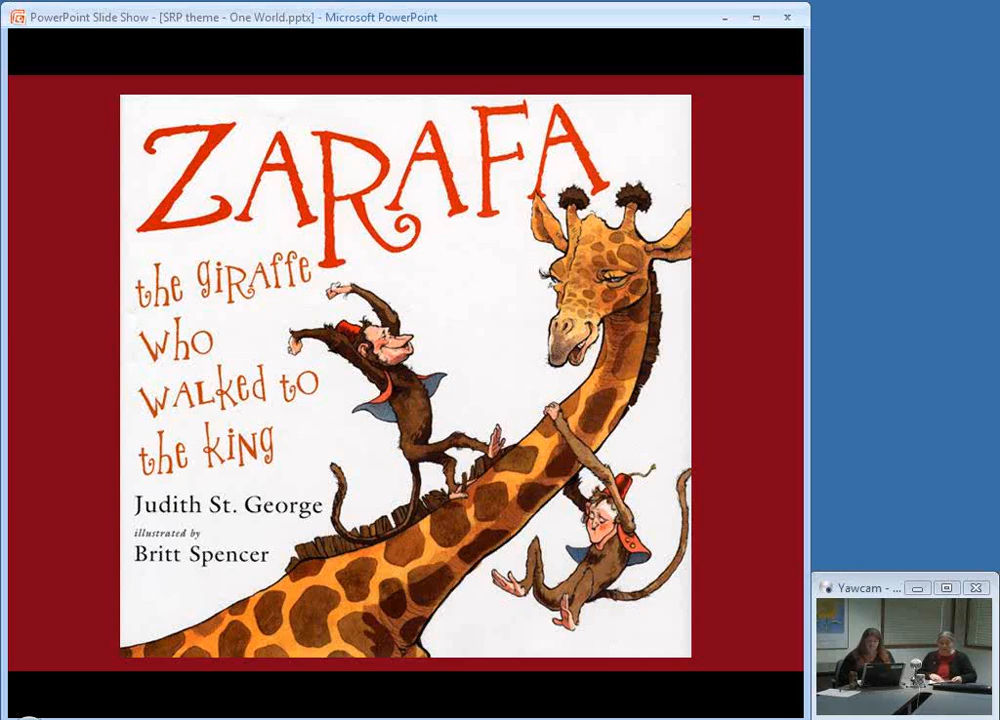 PowerPoint Slide Show - [SRP theme - One World.pptx] - Microsoft PowerPoint
ZARAFA
the giRAffe
who
wALked to
the kiNg
Judith St. George
illustrated by
Britt Spencer
Yawcam - ...